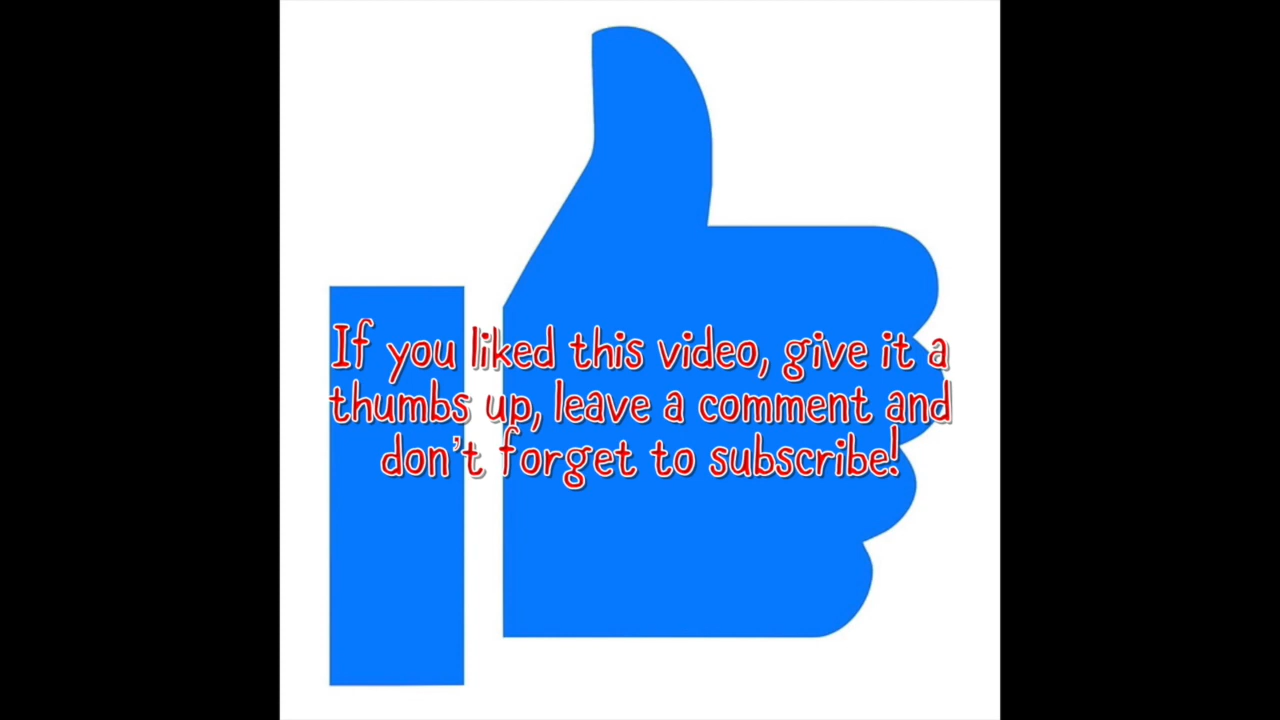 If you liked this video, give it a
thumbs up, leave a comment and
don't forget to subscribe!